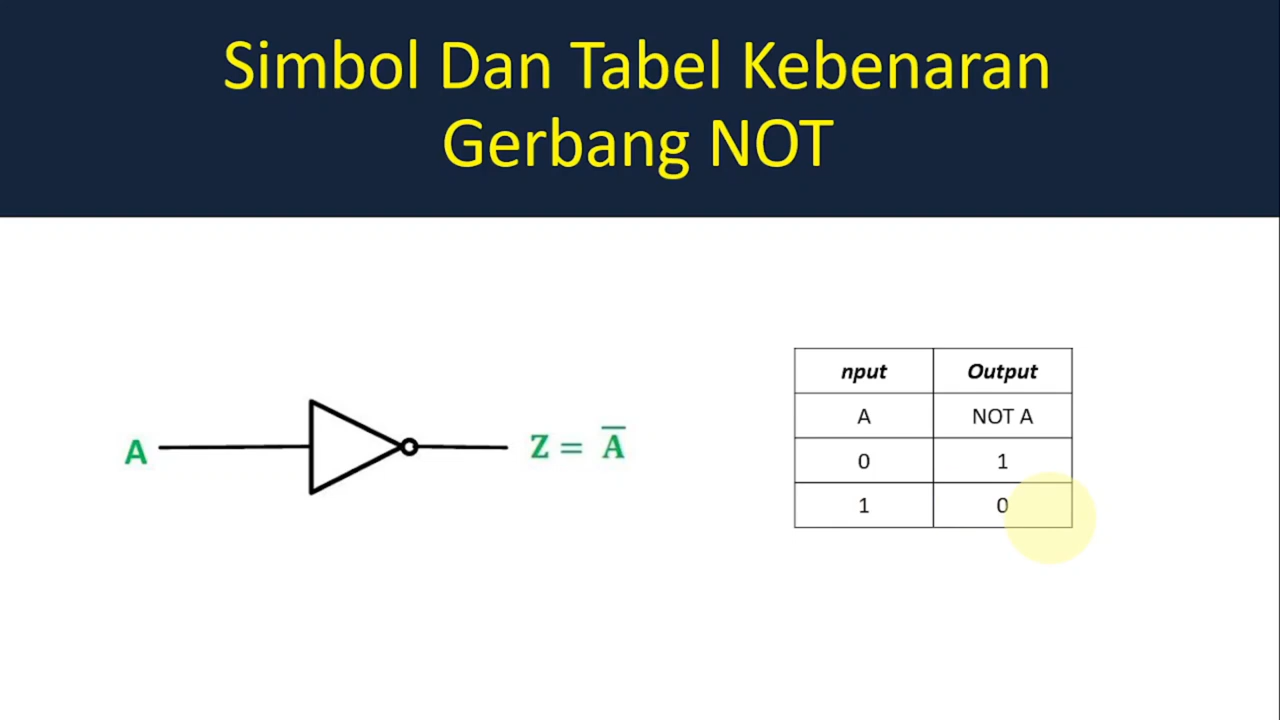 Simbol Dan Tabel Kebenaran
Gerbang NOT
A
Z = A̅
nput Output
A NOT A
0 1
1 0